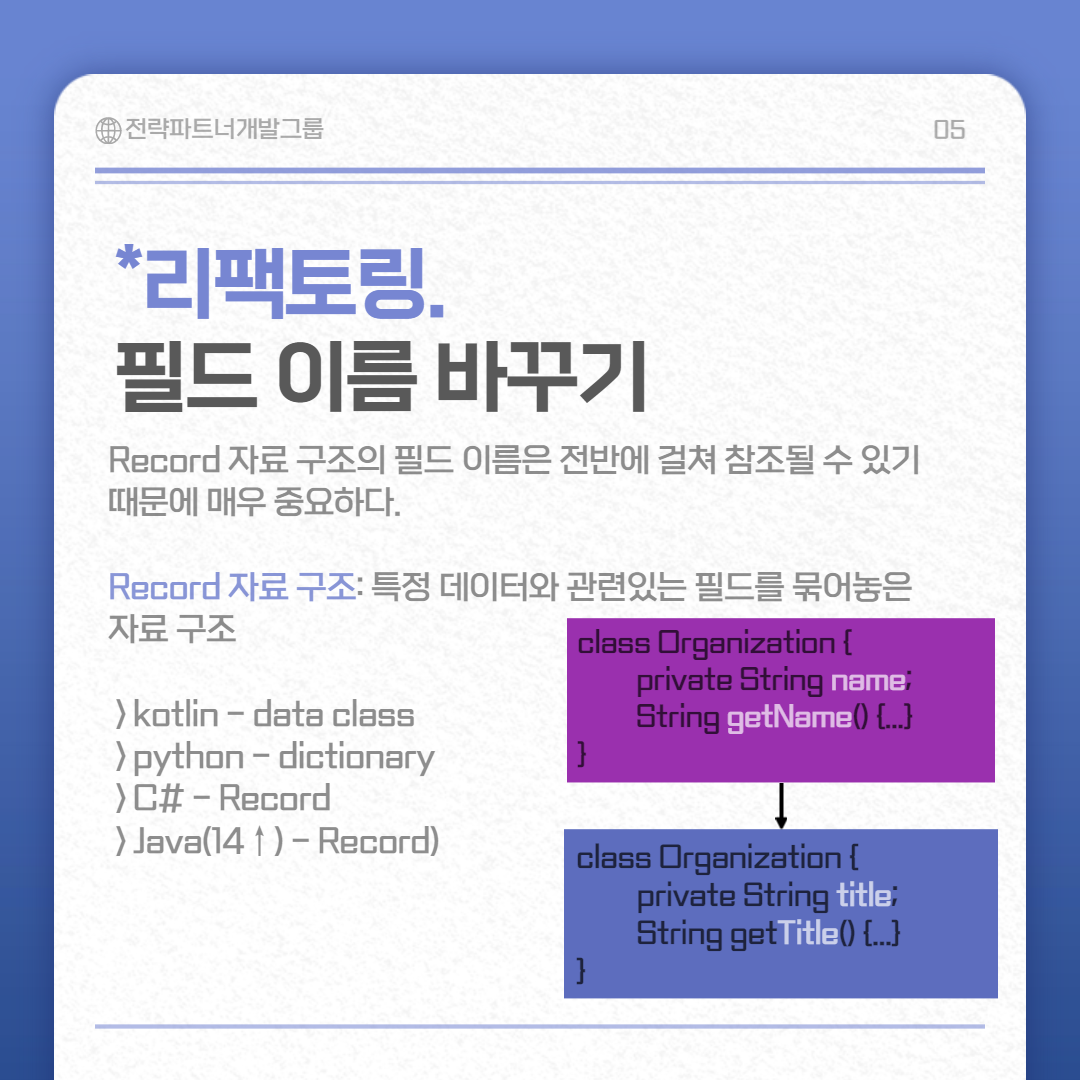 전략파트너개발그룹
05
*리팩토링.
필드 이름 바꾸기
Record 자료 구조의 필드 이름은 전반에 걸쳐 참조될 수 있기
때문에 매우 중요하다.
Record 자료 구조: 특정 데이터와 관련있는 필드를 묶어놓은
자료 구조
⟩ kotlin - data class
⟩ python - dictionary
⟩ C# - Record
⟩ Java(14↑) - Record)
class Organization {
private String name;
String getName() {...}
}
class Organization {
private String title;
String getTitle() {...}
}